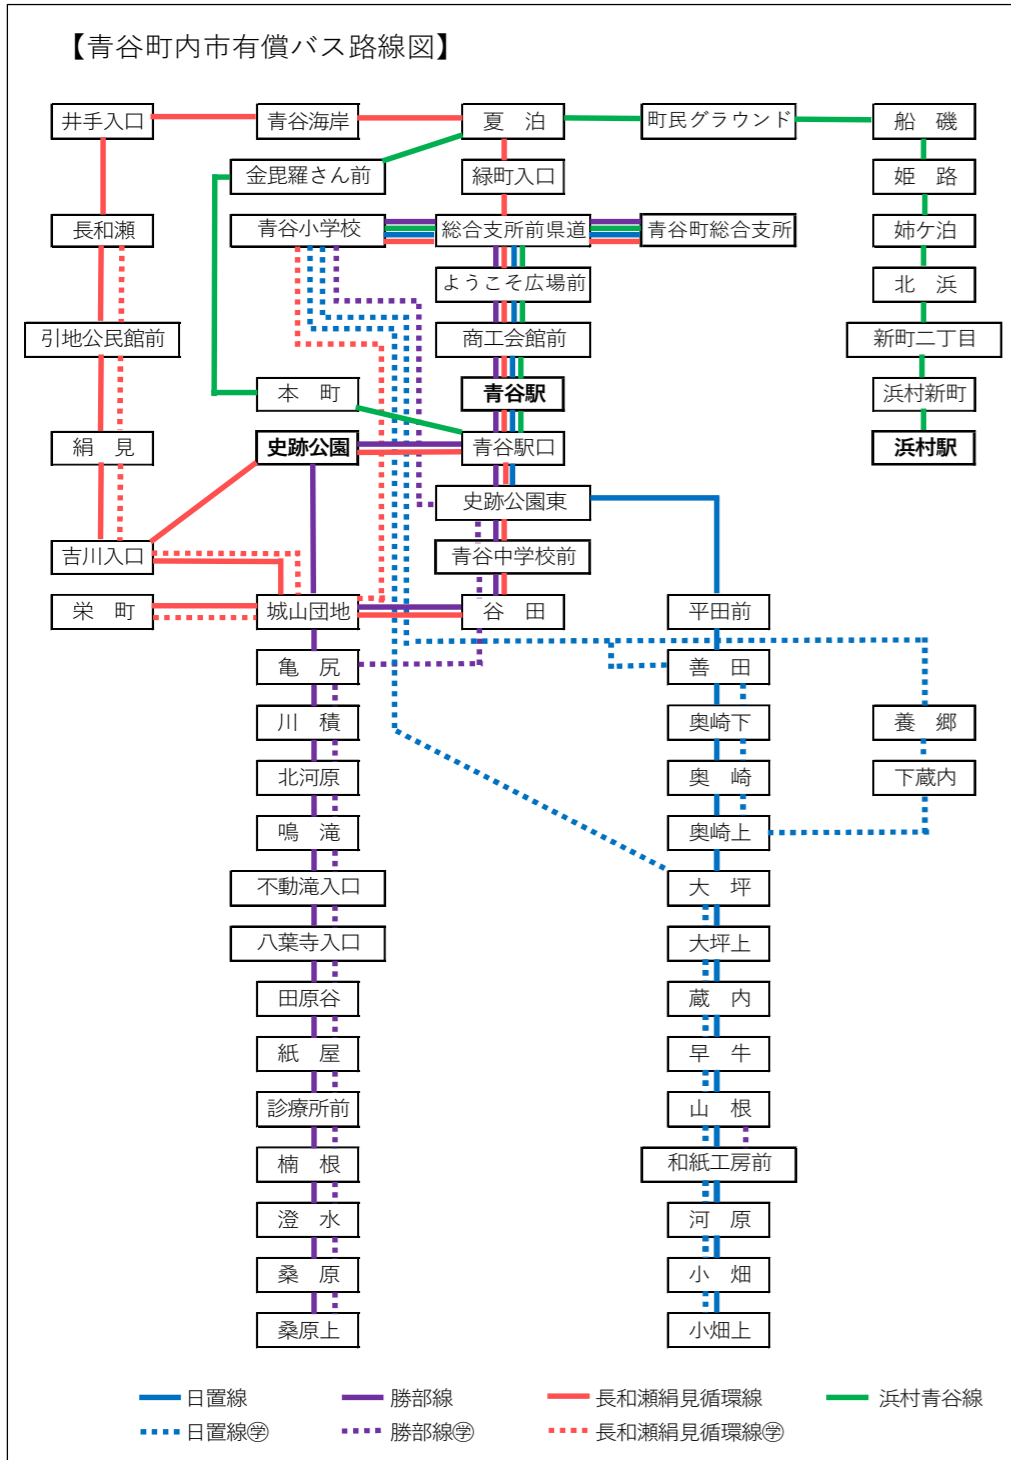 【青谷町内市有償バス路線図】
井手入口 青谷海岸 夏　泊 町民グラウンド 船　磯
金毘羅さん前 緑町入口 姫　路
長和瀬 青谷小学校 総合支所前県道 青谷町総合支所 姉ケ泊
ようこそ広場前 北　浜
引地公民館前 商工会館前 新町二丁目
本　町 青谷駅 浜村新町
絹　見 史跡公園 青谷駅口 浜村駅
史跡公園東
吉川入口 青谷中学校前
栄　町 城山団地 谷　田 平田前
亀　尻 善　田
川　積 奥崎下 養　郷
北河原 奥　崎 下蔵内
鳴　滝 奥崎上
不動滝入口 大　坪
八葉寺入口 大坪上
田原谷 蔵　内
紙　屋 早　牛
診療所前 山　根
楠　根 和紙工房前
澄　水 河　原
桑　原 小　畑
桑原上 小畑上
日置線 勝部線 長和瀬絹見循環線 浜村青谷線
日置線㊫ 勝部線㊫ 長和瀬絹見循環線㊫